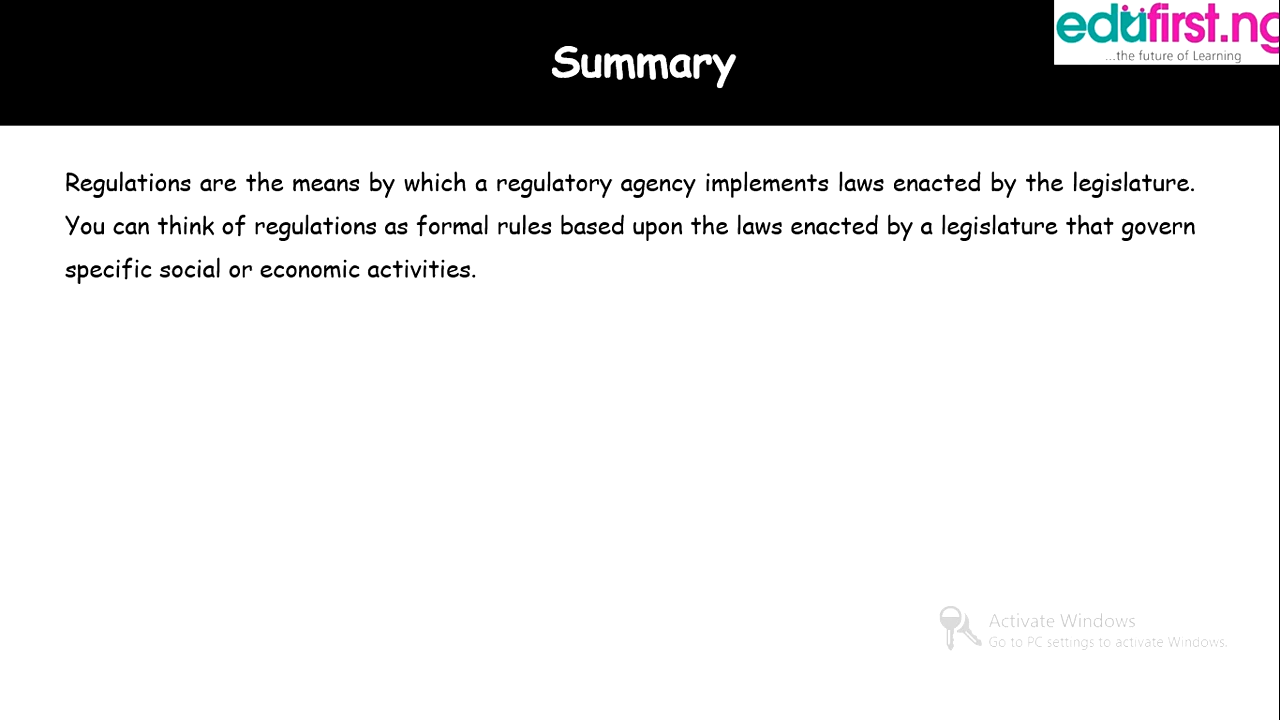 edufirst.ng
...the future of Learning
Summary
Regulations are the means by which a regulatory agency implements laws enacted by the legislature.
You can think of regulations as formal rules based upon the laws enacted by a legislature that govern
specific social or economic activities.
Activate Windows
Go to PC settings to activate Windows.